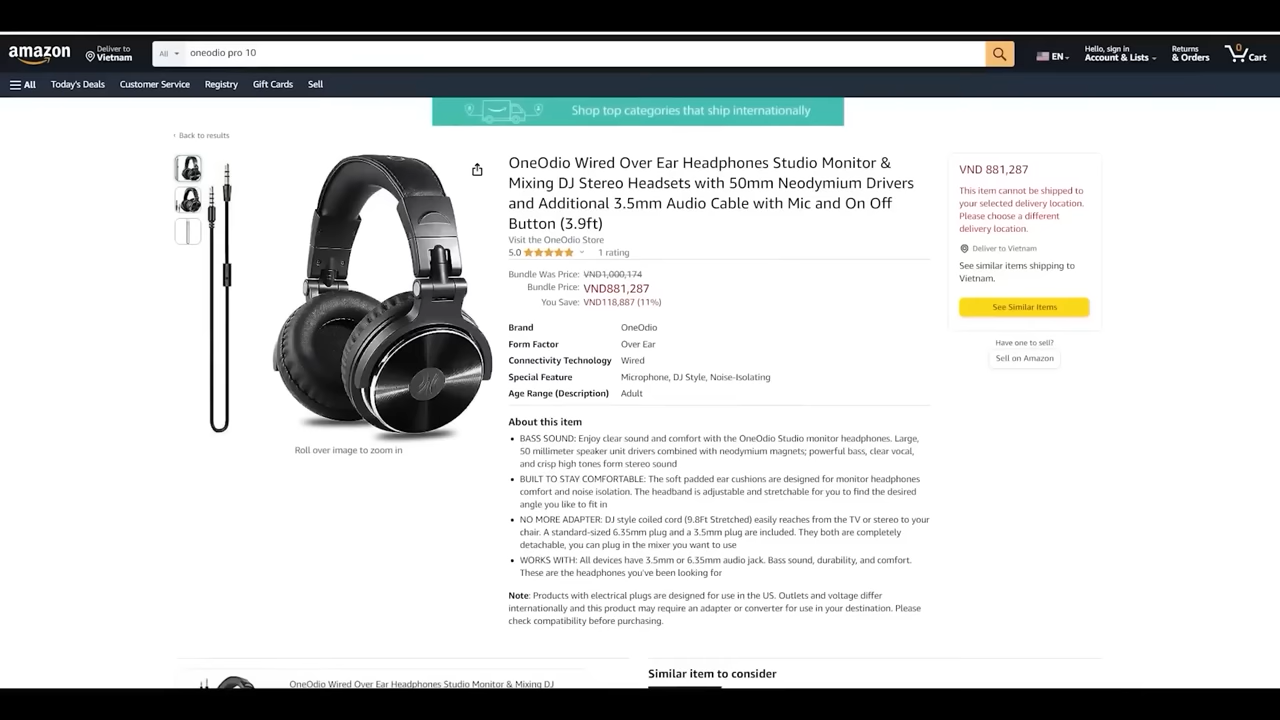 amazon
Deliver to
Vietnam
All
oneodio pro 10
EN
Hello, sign in
Account & Lists
Returns
& Orders
0
Cart
All
Today's Deals
Customer Service
Registry
Gift Cards
Sell
Shop top categories that ship internationally
‹ Back to results
OneOdio Wired Over Ear Headphones Studio Monitor &
Mixing DJ Stereo Headsets with 50mm Neodymium Drivers
and Additional 3.5mm Audio Cable with Mic and On Off
Button (3.9ft)
Visit the OneOdio Store
5.0
1 rating
Bundle Was Price: VND1,000,174
Bundle Price: VND881,287
You Save: VND118,887 (11%)
Brand OneOdio
Form Factor Over Ear
Connectivity Technology Wired
Special Feature Microphone, DJ Style, Noise-Isolating
Age Range (Description) Adult
About this item
• BASS SOUND: Enjoy clear sound and comfort with the OneOdio Studio monitor headphones. Large,
50 millimeter speaker unit drivers combined with neodymium magnets; powerful bass, clear vocal,
and crisp high tones form stereo sound
• BUILT TO STAY COMFORTABLE: The soft padded ear cushions are designed for monitor headphones
comfort and noise isolation. The headband is adjustable and stretchable for you to find the desired
angle you like to fit in
• NO MORE ADAPTER: DJ style coiled cord (9.8Ft Stretched) easily reaches from the TV or stereo to your
chair. A standard-sized 6.35mm plug and a 3.5mm plug are included. They both are completely
detachable, you can plug in the mixer you want to use
• WORKS WITH: All devices have 3.5mm or 6.35mm audio jack. Bass sound, durability, and comfort.
These are the headphones you've been looking for
Note: Products with electrical plugs are designed for use in the US. Outlets and voltage differ
internationally and this product may require an adapter or converter for use in your destination. Please
check compatibility before purchasing.
Roll over image to zoom in
VND 881,287
This item cannot be shipped to
your selected delivery location.
Please choose a different
delivery location.
Deliver to Vietnam
See similar items shipping to
Vietnam.
See Similar Items
Have one to sell?
Sell on Amazon
OneOdio Wired Over Ear Headphones Studio Monitor & Mixing DJ
Similar item to consider